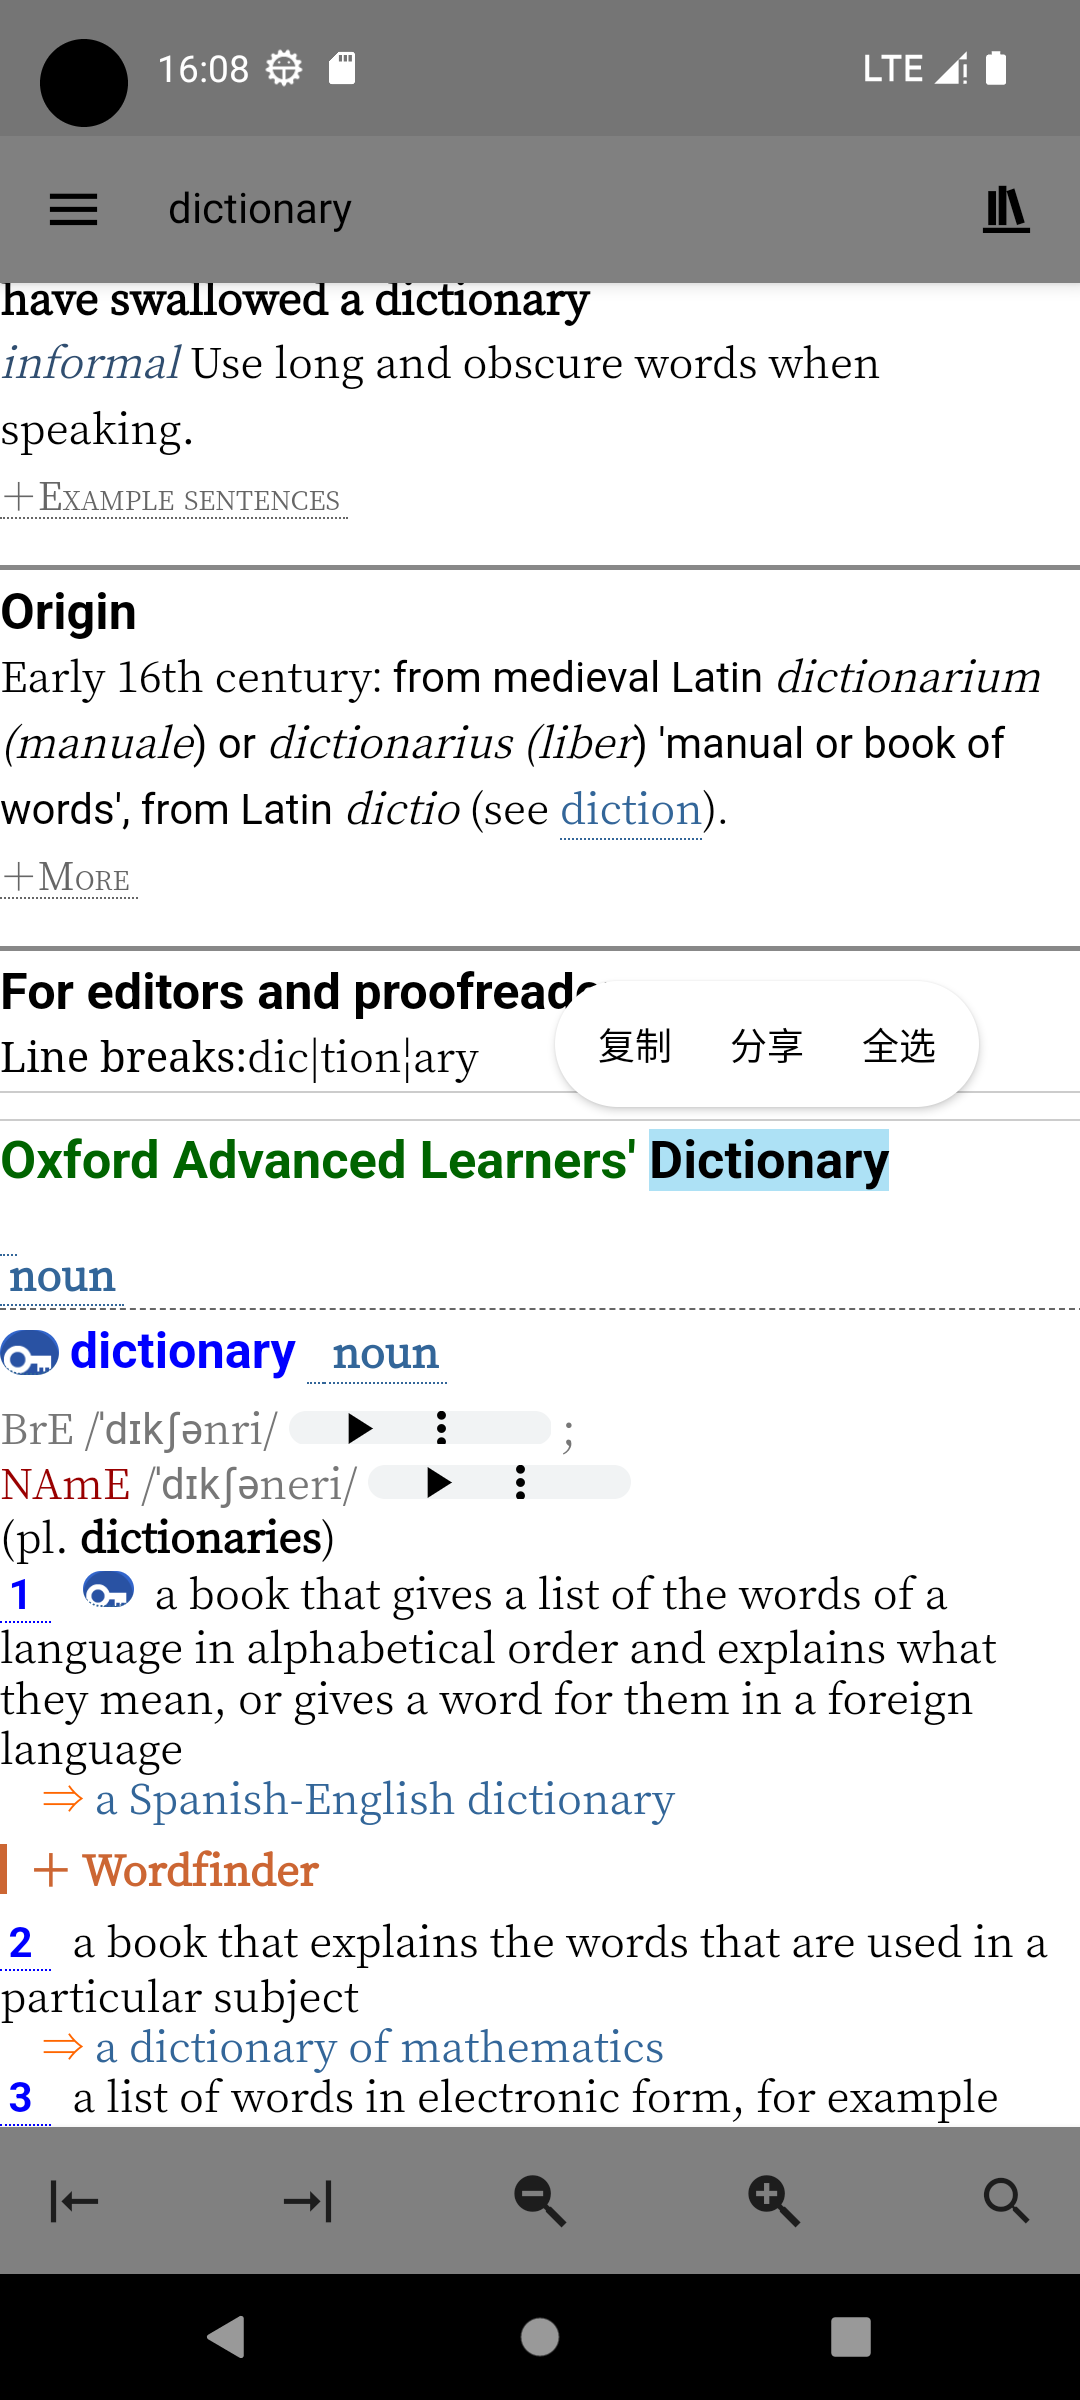 16:08
LTE
dictionary
have swallowed a dictionary
informal Use long and obscure words when
speaking.
+EXAMPLE SENTENCES
Origin
Early 16th century: from medieval Latin dictionarium
(manuale) or dictionarius (liber) 'manual or book of
words', from Latin dictio (see diction).
+MORE
For editors and proofreade
复制 分享 全选
Line breaks:dic|tion¦ary
Oxford Advanced Learners' Dictionary
noun
dictionary noun
BrE /ˈdɪkʃənri/ ;
NAmE /ˈdɪkʃəneri/
(pl. dictionaries)
1 a book that gives a list of the words of a
language in alphabetical order and explains what
they mean, or gives a word for them in a foreign
language
⇒ a Spanish-English dictionary
+ Wordfinder
2 a book that explains the words that are used in a
particular subject
⇒ a dictionary of mathematics
3 a list of words in electronic form, for example